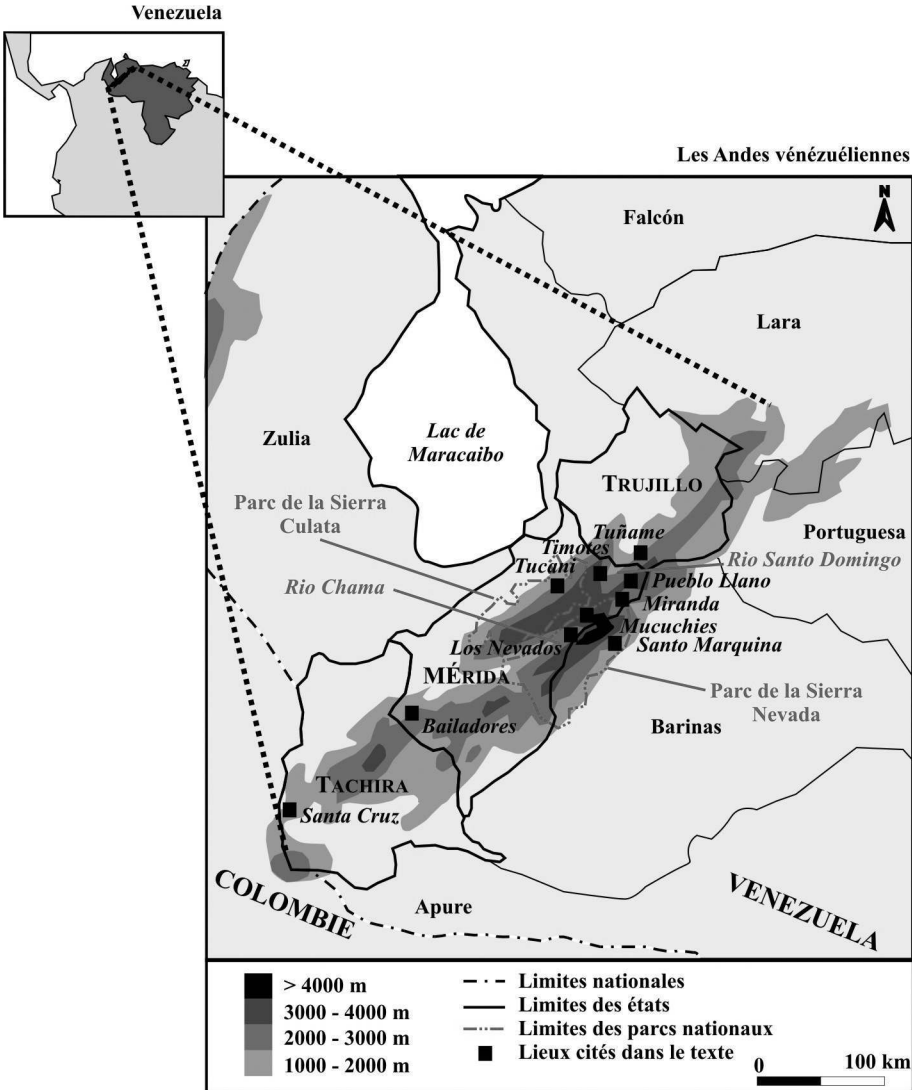 Venezuela
Les Andes vénézuéliennes
N
Falcón
Lara
Zulia
Lac de
Maracaibo
TRUJILLO
Parc de la Sierra
Culata
Portuguesa
Tuñame
Timotes
Rio Santo Domingo
Tucani
Pueblo Llano
Rio Chama
Miranda
Mucuchies
Los Nevados
Santo Marquina
MÉRIDA
Parc de la Sierra
Nevada
Bailadores
Barinas
TACHIRA
Santa Cruz
COLOMBIE
Apure
VENEZUELA
> 4000 m
3000 - 4000 m
2000 - 3000 m
1000 - 2000 m
Limites nationales
Limites des états
Limites des parcs nationaux
Lieux cités dans le texte
0 100 km